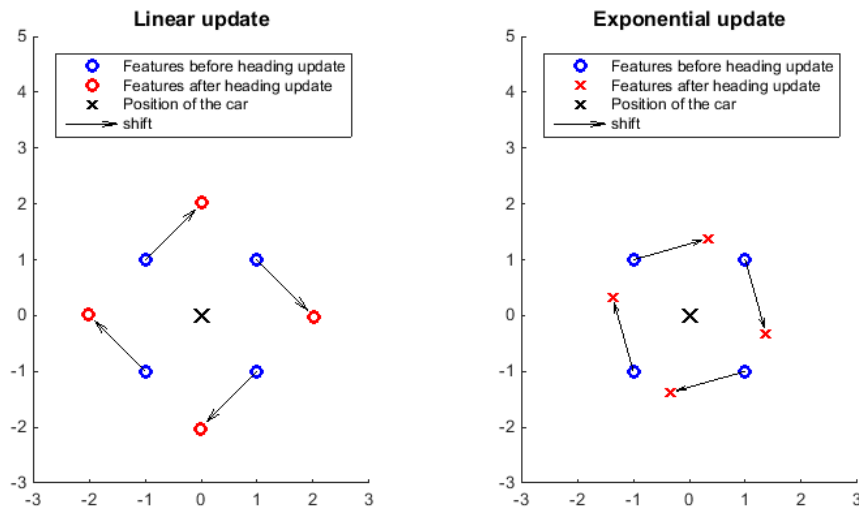 Linear update
5
Features before heading update
Features after heading update
Position of the car
shift
4
3
2
1
0
-1
-2
-3
-3 -2 -1 0 1 2 3
Exponential update
5
Features before heading update
Features after heading update
Position of the car
shift
4
3
2
1
0
-1
-2
-3
-3 -2 -1 0 1 2 3